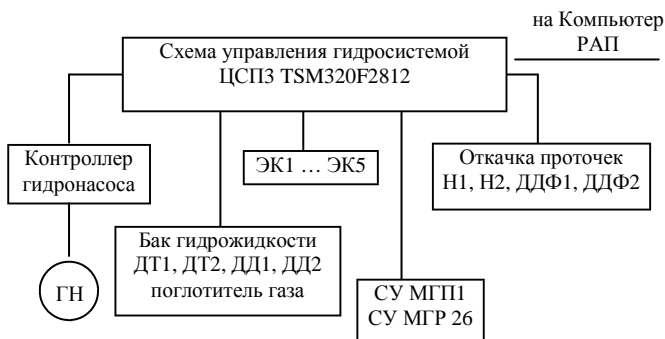 на Компьютер
РАП
Схема управления гидросистемой
ЦСПЗ TSM320F2812
Контроллер
гидронасоса
ЭК1 … ЭК5
Откачка проточек
Н1, Н2, ДДФ1, ДДФ2
Бак гидрожидкости
ДТ1, ДТ2, ДД1, ДД2
поглотитель газа
ГН
СУ МГП1
СУ МГР 26